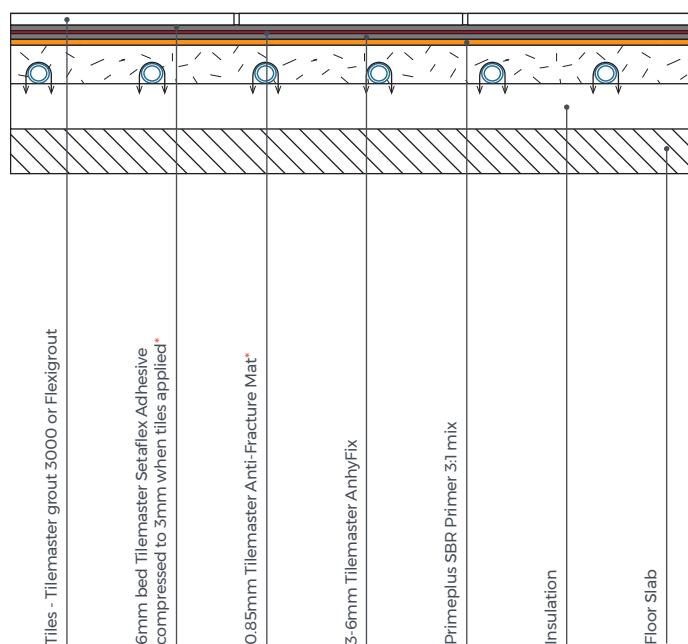 Tiles - Tilemaster grout 3000 or Flexigrout
6mm bed Tilemaster Setaflex Adhesive
compressed to 3mm when tiles applied*
0.85mm Tilemaster Anti-Fracture Mat*
3-6mm Tilemaster AnhyFix
Primeplus SBR Primer 3:1 mix
Insulation
Floor Slab